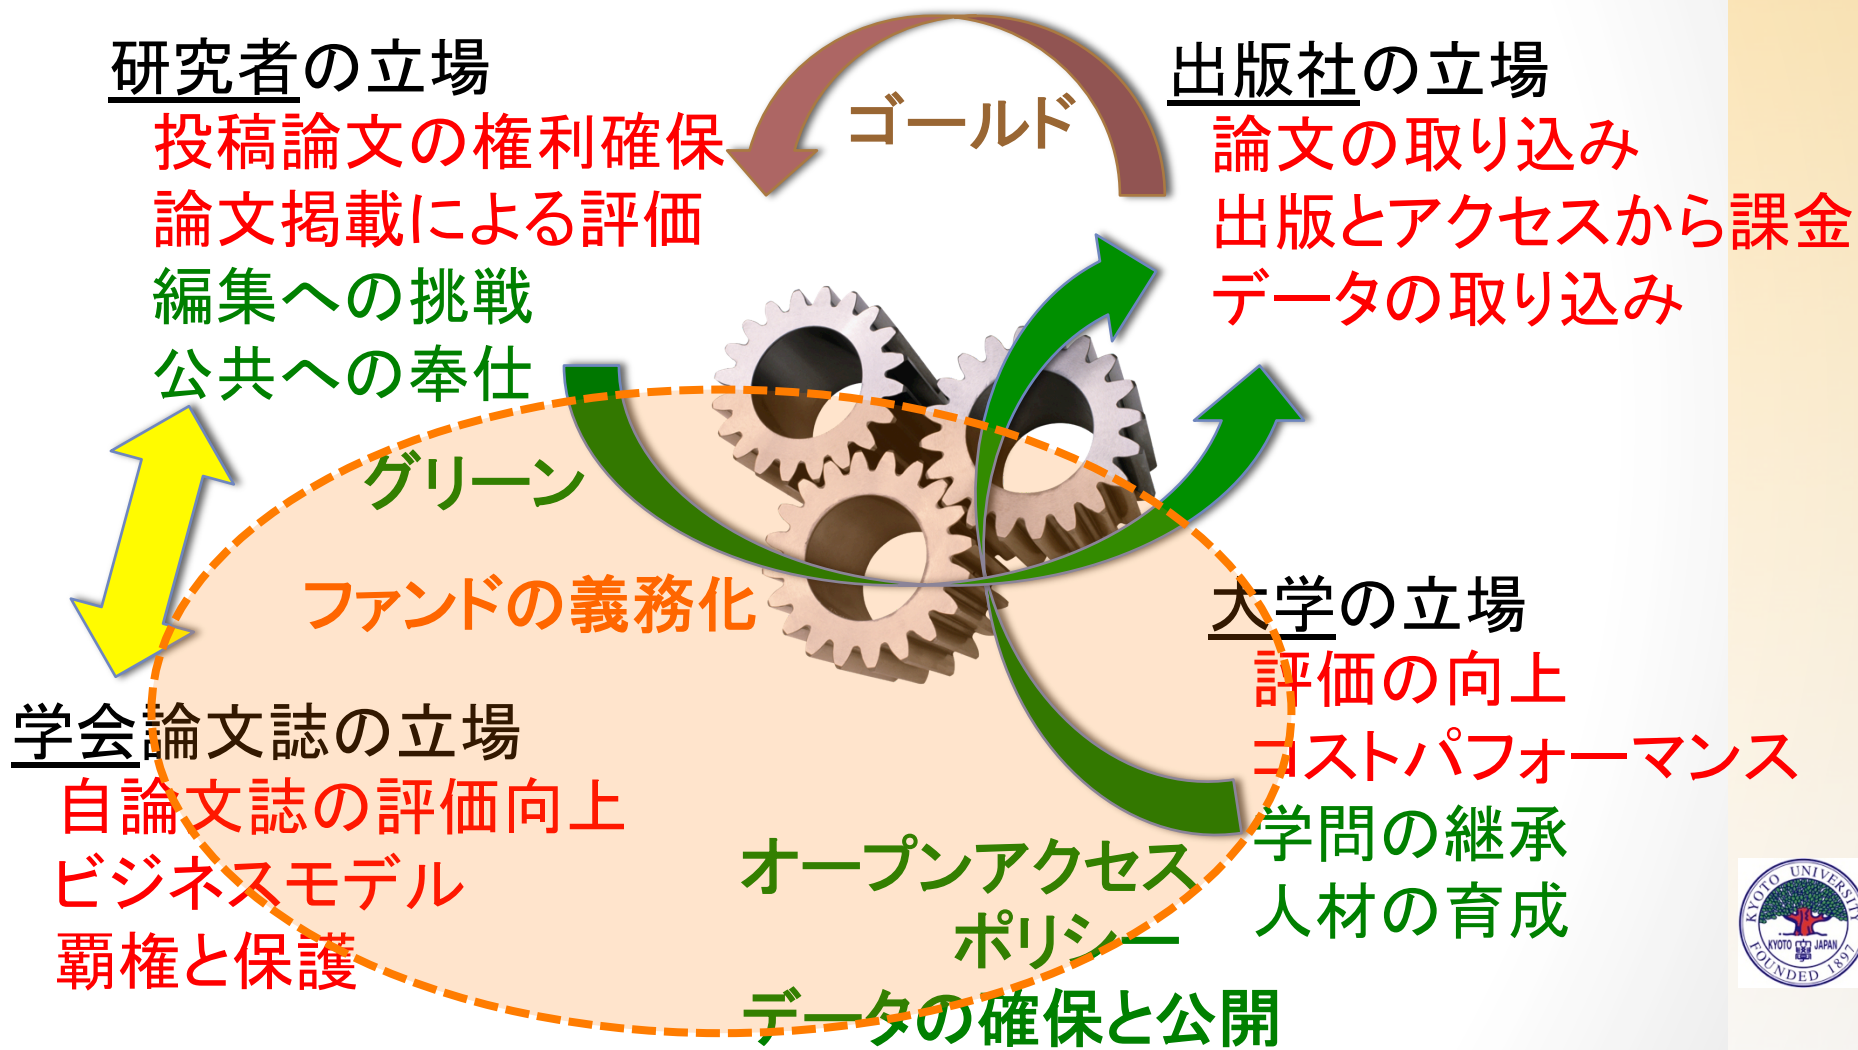 研究者の立場
投稿論文の権利確保
論文掲載による評価
編集への挑戦
公共への奉仕
ゴールド
出版社の立場
論文の取り込み
出版とアクセスから課金
データの取り込み
グリーン
ファンドの義務化
大学の立場
評価の向上
コストパフォーマンス
学問の継承
人材の育成
学会論文誌の立場
自論文誌の評価向上
ビジネスモデル
覇権と保護
オープンアクセス
ポリシー
データの確保と公開
KYOTO UNIVERSITY
KYOTO JAPAN
FOUNDED 1897